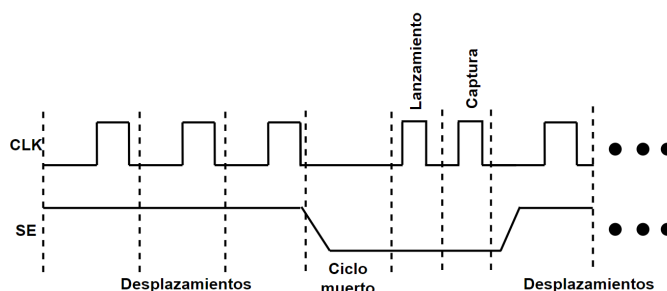 Lanzamiento
Captura
CLK
SE
Desplazamientos
Ciclo
muerto
Desplazamientos